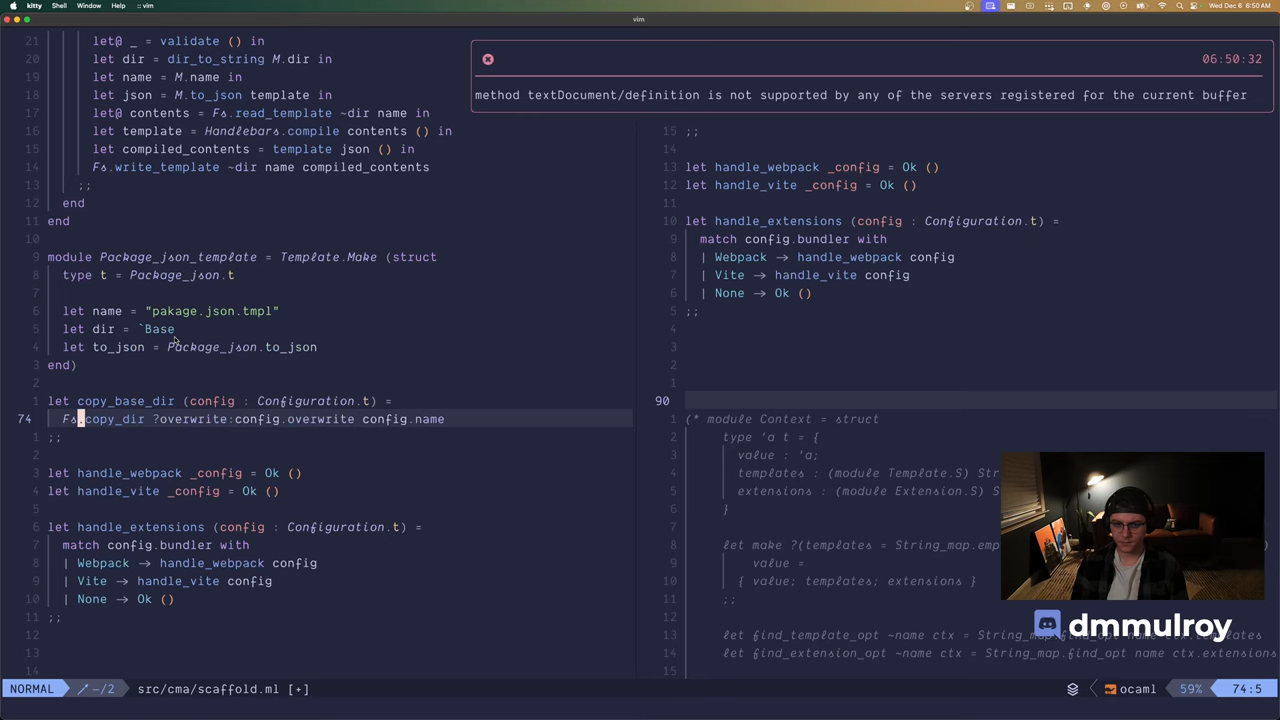 kitty Shell Window Help :: vim Wed Dec 6 6:50 AM
vim
21 let@ _ = validate () in
20 let dir = dir_to_string M.dir in
19 let name = M.name in
18 let json = M.to_json template in
17 let@ contents = Fs.read_template ~dir name in
16 let template = Handlebars.compile contents () in
15 let compiled_contents = template json () in
14 Fs.write_template ~dir name compiled_contents
13 ;;
12 end
11 end
10
9 module Package_json_template = Template.Make (struct
8 type t = Package_json.t
7
6 let name = "pakage.json.tmpl"
5 let dir = `Base
4 let to_json = Package_json.to_json
3 end)
2
1 let copy_base_dir (config : Configuration.t) =
74 Fs.copy_dir ?overwrite:config.overwrite config.name
1 ;;
2
3 let handle_webpack _config = Ok ()
4 let handle_vite _config = Ok ()
5
6 let handle_extensions (config : Configuration.t) =
7 match config.bundler with
8 | Webpack -> handle_webpack config
9 | Vite -> handle_vite config
10 | None -> Ok ()
11 ;;
12
13
14
06:50:32
method textDocument/definition is not supported by any of the servers registered for the current buffer
15 ;;
14
13 let handle_webpack _config = Ok ()
12 let handle_vite _config = Ok ()
11
10 let handle_extensions (config : Configuration.t) =
9 match config.bundler with
8 | Webpack -> handle_webpack config
7 | Vite -> handle_vite config
6 | None -> Ok ()
5 ;;
4
3
2
1
90
1 (* module Context = struct
2 type 'a t = {
3 value : 'a;
4 templates : (module Template.S) St
5 extensions : (module Extension.S) S
6 }
7
8 let make ?(templates = String_map.emp
9 value =
10 { value; templates; extensions }
11 ;;
12
13 let find_template_opt ~name ctx = String_map.find_opt name ctx.templates
14 let find_extension_opt ~name ctx = String_map.find_opt name ctx.extensions
15
dmmulroy
NORMAL ~/2 src/cma/scaffold.ml [+] ocaml 59% 74:5